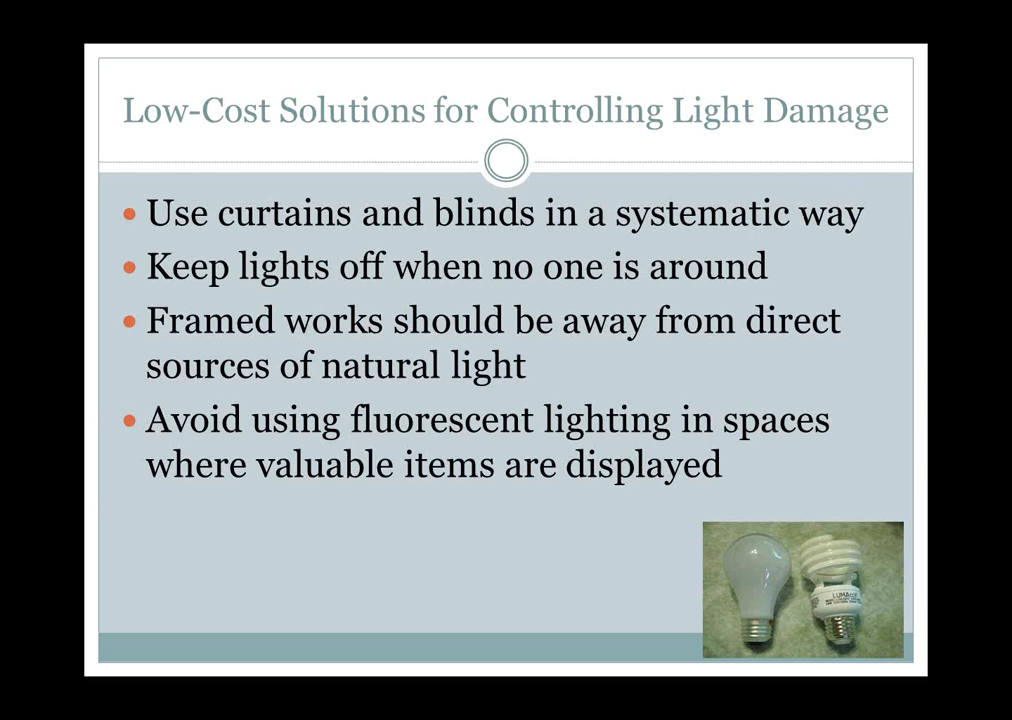 Low-Cost Solutions for Controlling Light Damage
• Use curtains and blinds in a systematic way
• Keep lights off when no one is around
• Framed works should be away from direct
sources of natural light
• Avoid using fluorescent lighting in spaces
where valuable items are displayed